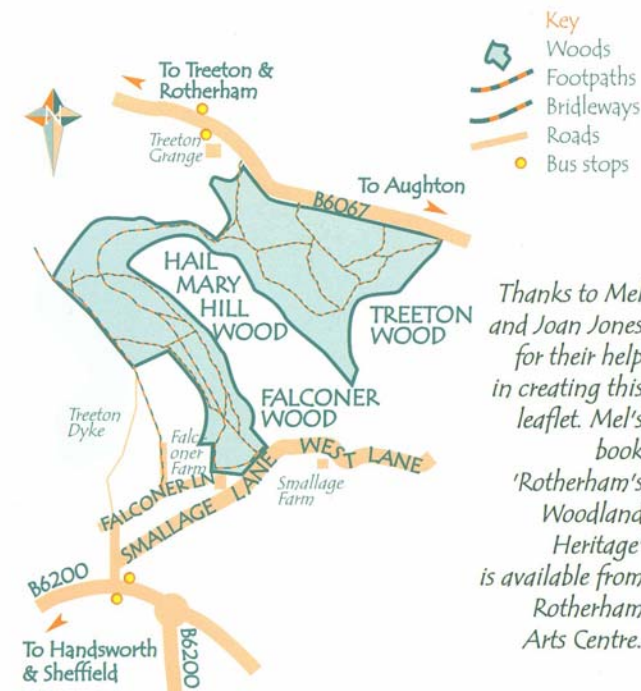 Key
Woods
Footpaths
Bridleways
Roads
Bus stops
To Treeton &
Rotherham
N
Treeton
Grange
To Aughton
B6067
HAIL
MARY
HILL
WOOD
TREETON
WOOD
FALCONER
WOOD
Treeton
Dyke
Falc
oner
Farm
WEST LANE
Smallage
Farm
FALCONER LN
SMALLAGE LANE
B6200
To Handsworth
& Sheffield
B6200
Thanks to Mel
and Joan Jones
for their help
in creating this
leaflet. Mel's
book
'Rotherham's
Woodland
Heritage'
is available from
Rotherham
Arts Centre.